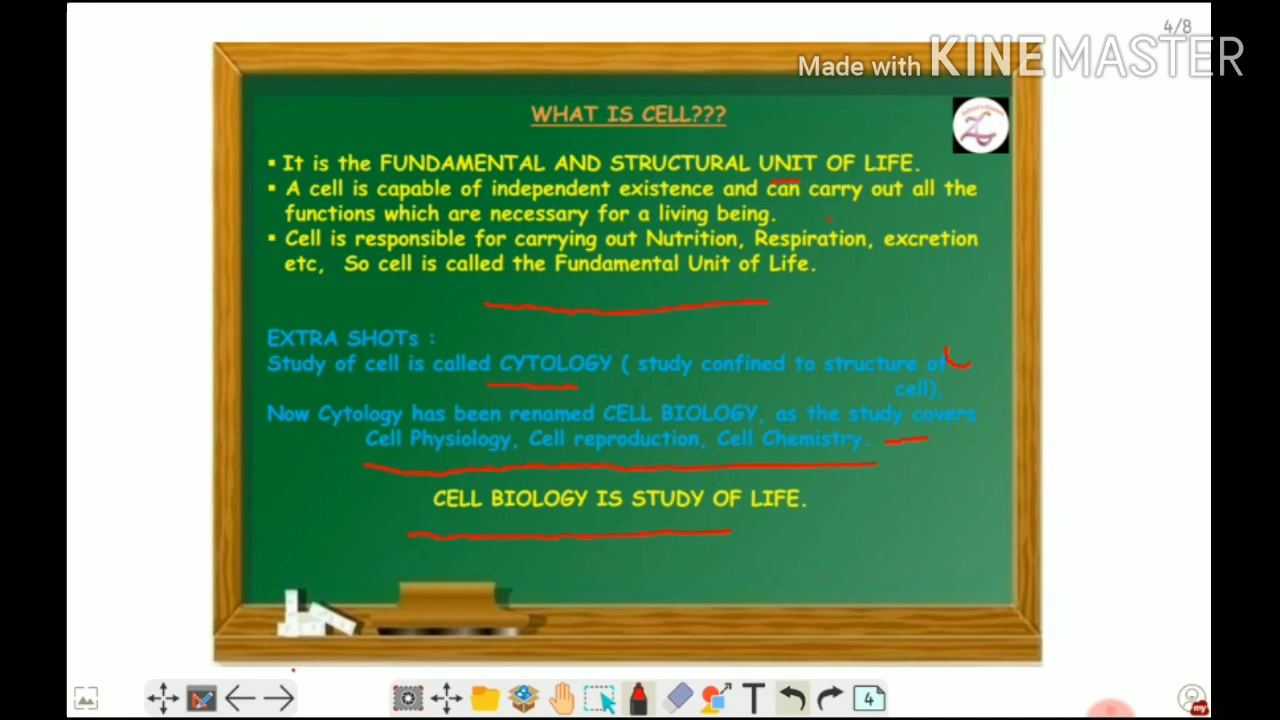 4/8
Made with KINEMASTER
WHAT IS CELL???
▪ It is the FUNDAMENTAL AND STRUCTURAL UNIT OF LIFE.
▪ A cell is capable of independent existence and can carry out all the
functions which are necessary for a living being.
▪ Cell is responsible for carrying out Nutrition, Respiration, excretion
etc, So cell is called the Fundamental Unit of Life.
EXTRA SHOTs :
Study of cell is called CYTOLOGY ( study confined to structure of
cell),
Now Cytology has been renamed CELL BIOLOGY, as the study covers
Cell Physiology, Cell reproduction, Cell Chemistry.
CELL BIOLOGY IS STUDY OF LIFE.
T
4
my